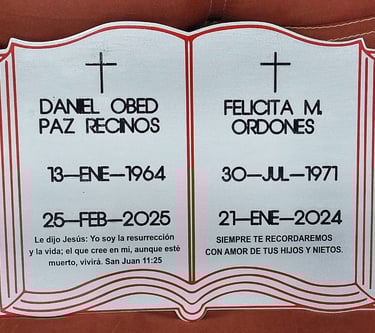 DANIEL OBED
PAZ RECINOS
13-ENE-1964
25-FEB-2025
Le dijo Jesús: Yo soy la resurrección
y la vida; el que cree en mi, aunque esté
muerto, vivirá. San Juan 11:25
FELICITA M.
ORDONES
30-JUL-1971
21-ENE-2024
SIEMPRE TE RECORDAREMOS
CON AMOR DE TUS HIJOS Y NIETOS.